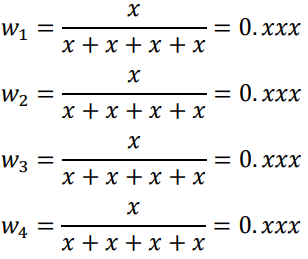 w₁ = x / (x + x + x + x) = 0.xxx
w₂ = x / (x + x + x + x) = 0.xxx
w₃ = x / (x + x + x + x) = 0.xxx
w₄ = x / (x + x + x + x) = 0.xxx